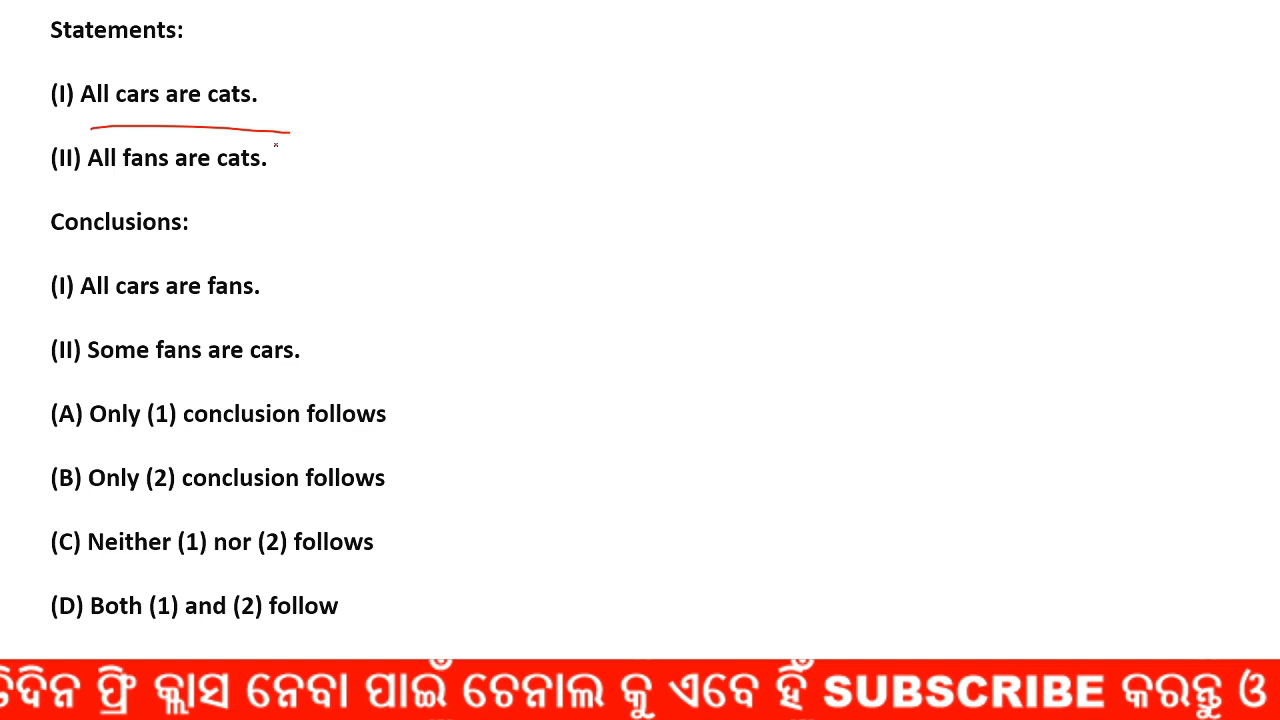 Statements:
(I) All cars are cats.
(II) All fans are cats.
Conclusions:
(I) All cars are fans.
(II) Some fans are cars.
(A) Only (1) conclusion follows
(B) Only (2) conclusion follows
(C) Neither (1) nor (2) follows
(D) Both (1) and (2) follow
ଫ୍ରି କ୍ଲାସ ନେବା ପାଇଁ ଚେନାଲ କୁ ଏବେ ହିଁ SUBSCRIBE କରନ୍ତୁ ଓ